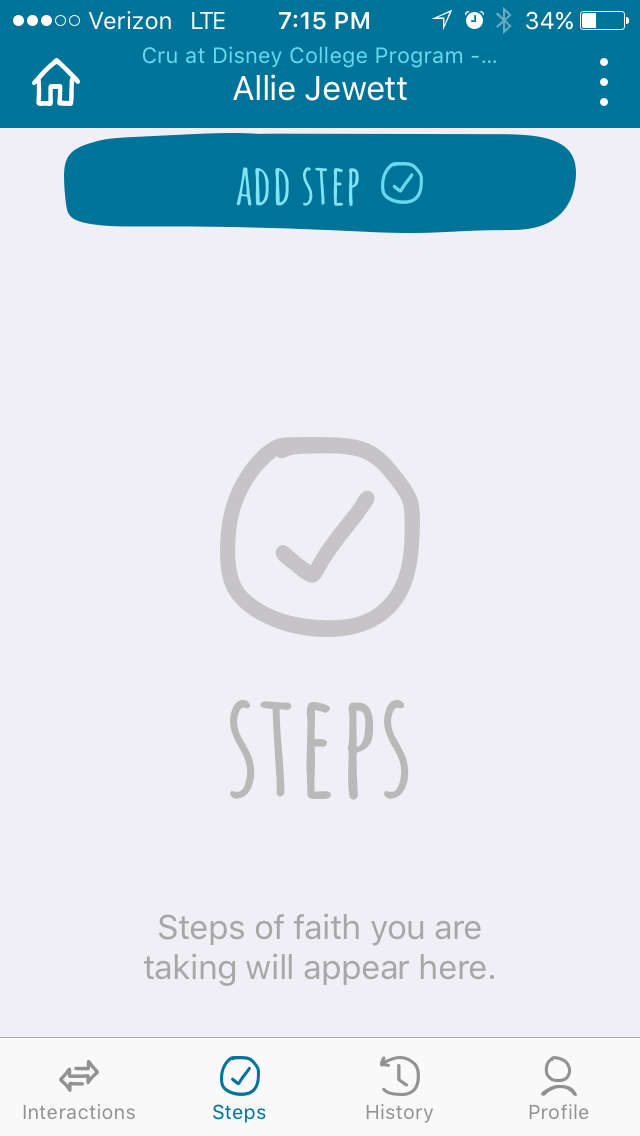 Verizon LTE 7:15 PM 34%
Cru at Disney College Program -...
Allie Jewett
ADD STEP
STEPS
Steps of faith you are
taking will appear here.
Interactions Steps History Profile